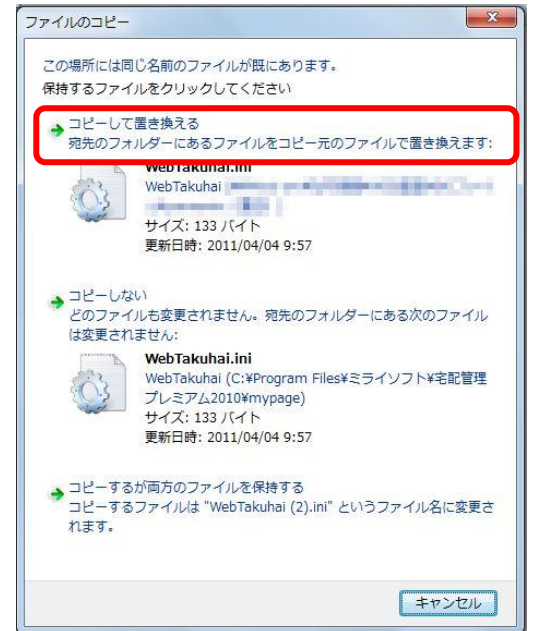 ファイルのコピー
この場所には同じ名前のファイルが既にあります。
保持するファイルをクリックしてください
コピーして置き換える
宛先のフォルダーにあるファイルをコピー元のファイルで置き換えます:
WebTakuhai.ini
WebTakuhai
サイズ: 133 バイト
更新日時: 2011/04/04 9:57
コピーしない
どのファイルも変更されません。宛先のフォルダーにある次のファイル
は変更されません:
WebTakuhai.ini
WebTakuhai (C:¥Program Files¥ミライソフト¥宅配管理
プレミアム2010¥mypage)
サイズ: 133 バイト
更新日時: 2011/04/04 9:57
コピーするが両方のファイルを保持する
コピーするファイルは "WebTakuhai (2).ini" というファイル名に変更さ
れます。
キャンセル